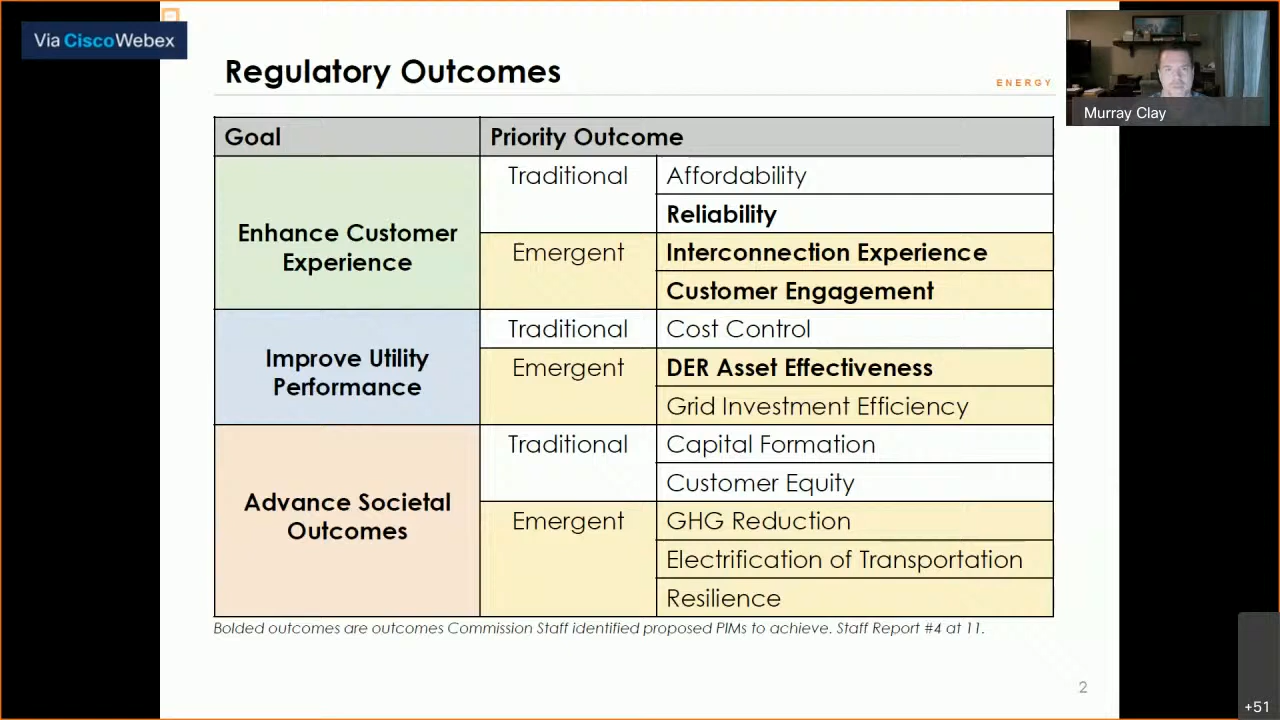 Via Cisco Webex
Regulatory Outcomes
ENERGY
Murray Clay
Goal
Priority Outcome
Enhance Customer
Experience
Traditional
Affordability
Reliability
Emergent
Interconnection Experience
Customer Engagement
Improve Utility
Performance
Traditional
Cost Control
Emergent
DER Asset Effectiveness
Grid Investment Efficiency
Advance Societal
Outcomes
Traditional
Capital Formation
Customer Equity
Emergent
GHG Reduction
Electrification of Transportation
Resilience
Bolded outcomes are outcomes Commission Staff identified proposed PIMs to achieve. Staff Report #4 at 11.
2
+51